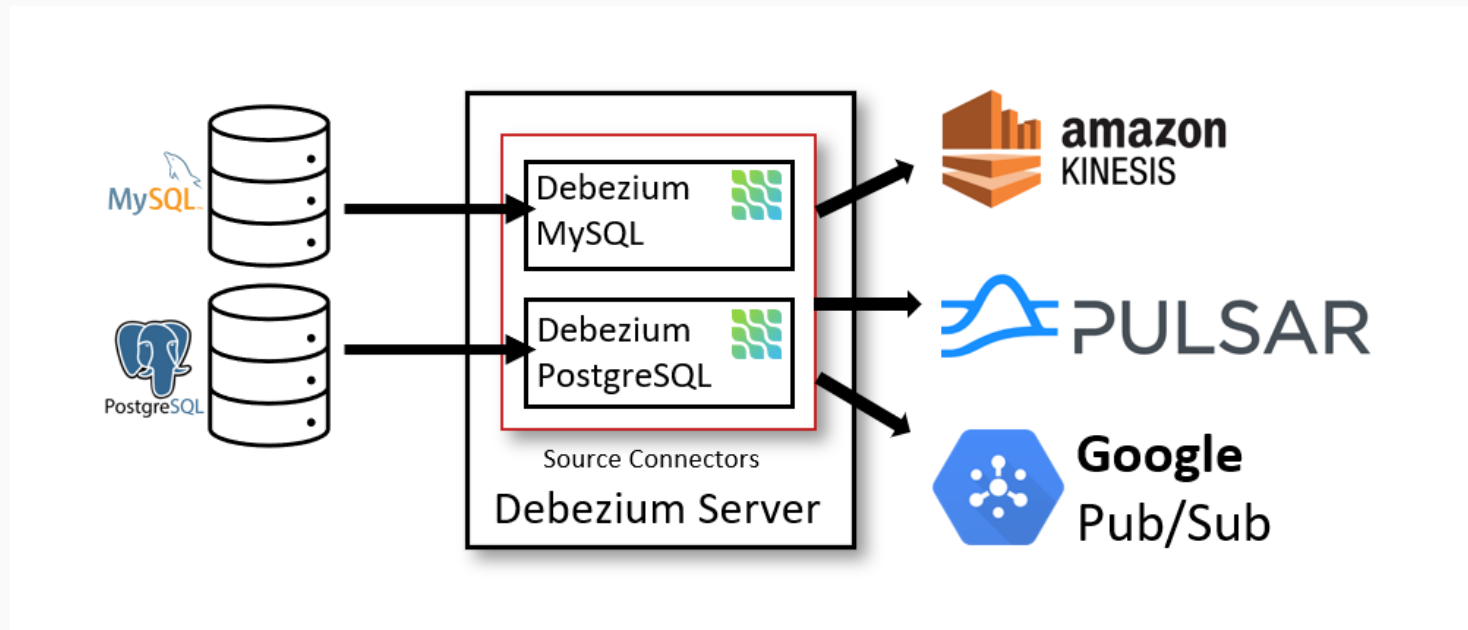 MySQL
PostgreSQL
Debezium
MySQL
Debezium
PostgreSQL
Source Connectors
Debezium Server
amazon
KINESIS
PULSAR
Google
Pub/Sub